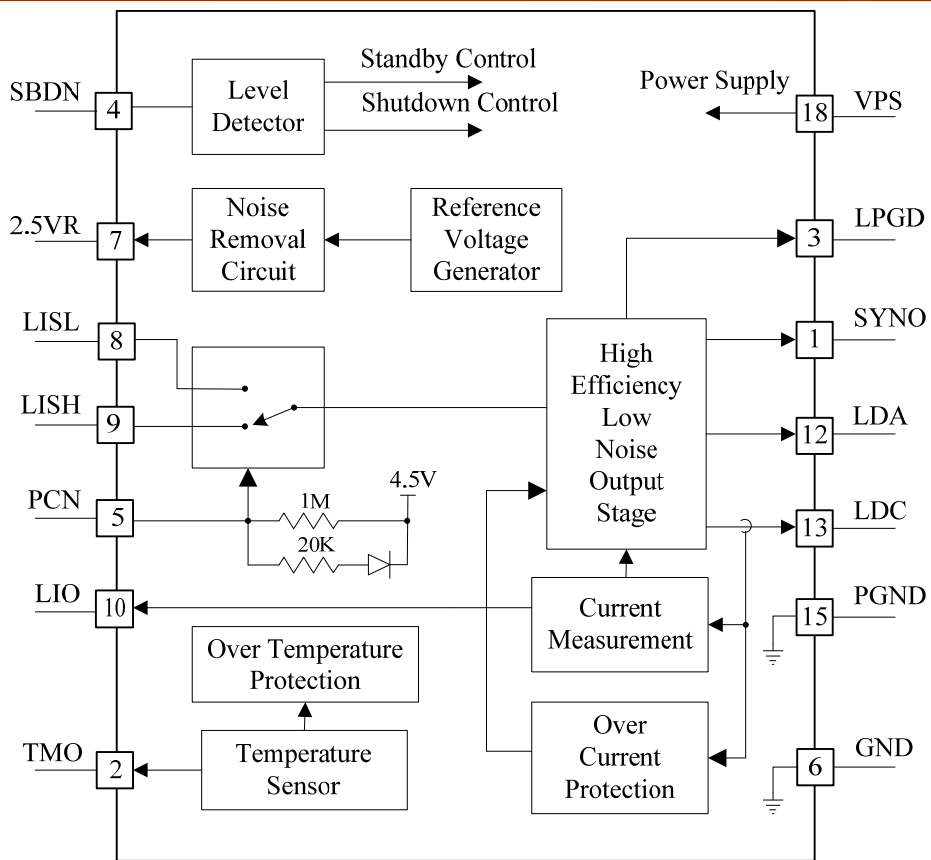 SBDN
4
Level
Detector
Standby Control
Shutdown Control
Power Supply
18
VPS
2.5VR
7
Noise
Removal
Circuit
Reference
Voltage
Generator
3
LPGD
LISL
8
1
SYNO
High
Efficiency
Low
Noise
Output
Stage
LISH
9
12
LDA
PCN
5
1M
20K
4.5V
13
LDC
LIO
10
Current
Measurement
15
PGND
Over Temperature
Protection
TMO
2
Temperature
Sensor
Over
Current
Protection
6
GND